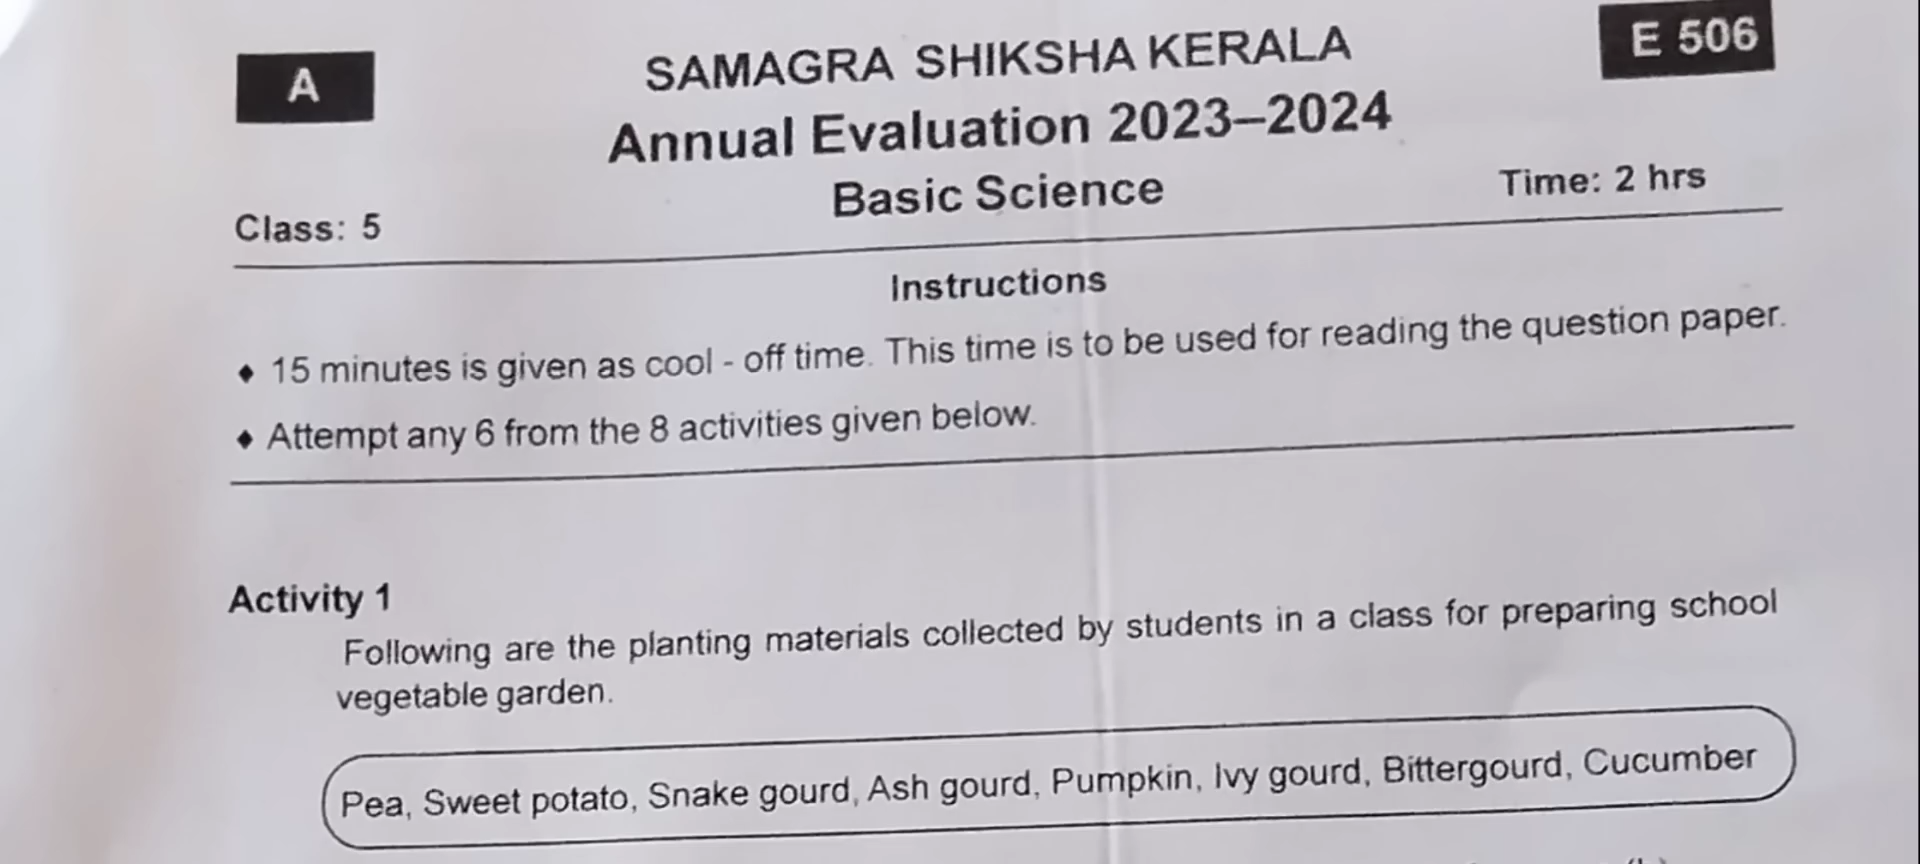 A
SAMAGRA SHIKSHA KERALA
E 506
Annual Evaluation 2023–2024
Basic Science
Class: 5
Time: 2 hrs
Instructions
♦ 15 minutes is given as cool - off time. This time is to be used for reading the question paper.
♦ Attempt any 6 from the 8 activities given below.
Activity 1
Following are the planting materials collected by students in a class for preparing school
vegetable garden.
Pea, Sweet potato, Snake gourd, Ash gourd, Pumpkin, Ivy gourd, Bittergourd, Cucumber